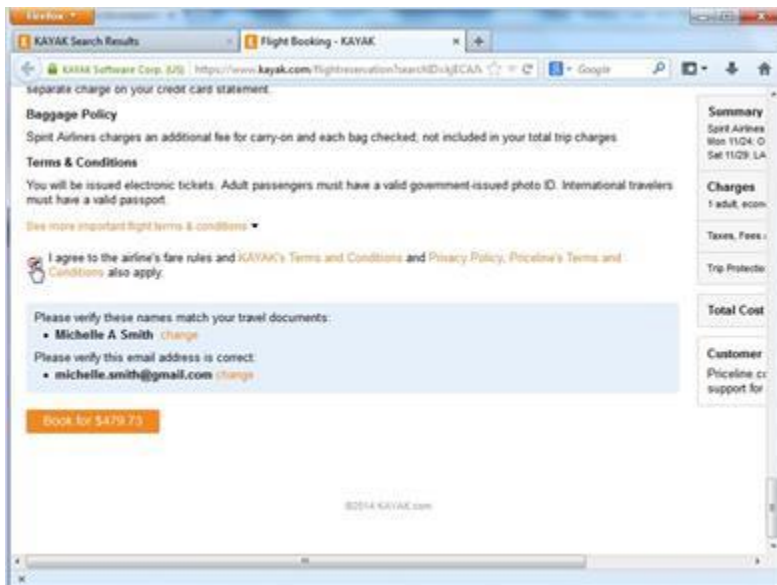 Firefox
KAYAK Search Results
Flight Booking - KAYAK
KAYAK Software Corp. (US) https://www.kayak.com/flightreservation?searchID=
Google
separate charge on your credit card statement.
Baggage Policy
Spirit Airlines charges an additional fee for carry-on and each bag checked; not included in your total trip charges
Terms & Conditions
You will be issued electronic tickets. Adult passengers must have a valid government-issued photo ID. International travelers
must have a valid passport.
See more important flight terms & conditions
I agree to the airline's fare rules and KAYAK's Terms and Conditions and Privacy Policy, Priceline's Terms and
Conditions also apply.
Please verify these names match your travel documents:
• Michelle A Smith change
Please verify this email address is correct:
• michelle.smith@gmail.com change
Book for $479.73
©2014 KAYAK.com
Summary
Spirit Airlines
Mon 11/24: O
Sat 11/29: LA
Charges
1 adult, econ
Taxes, Fees
Trip Protectio
Total Cost
Customer
Priceline co
support for